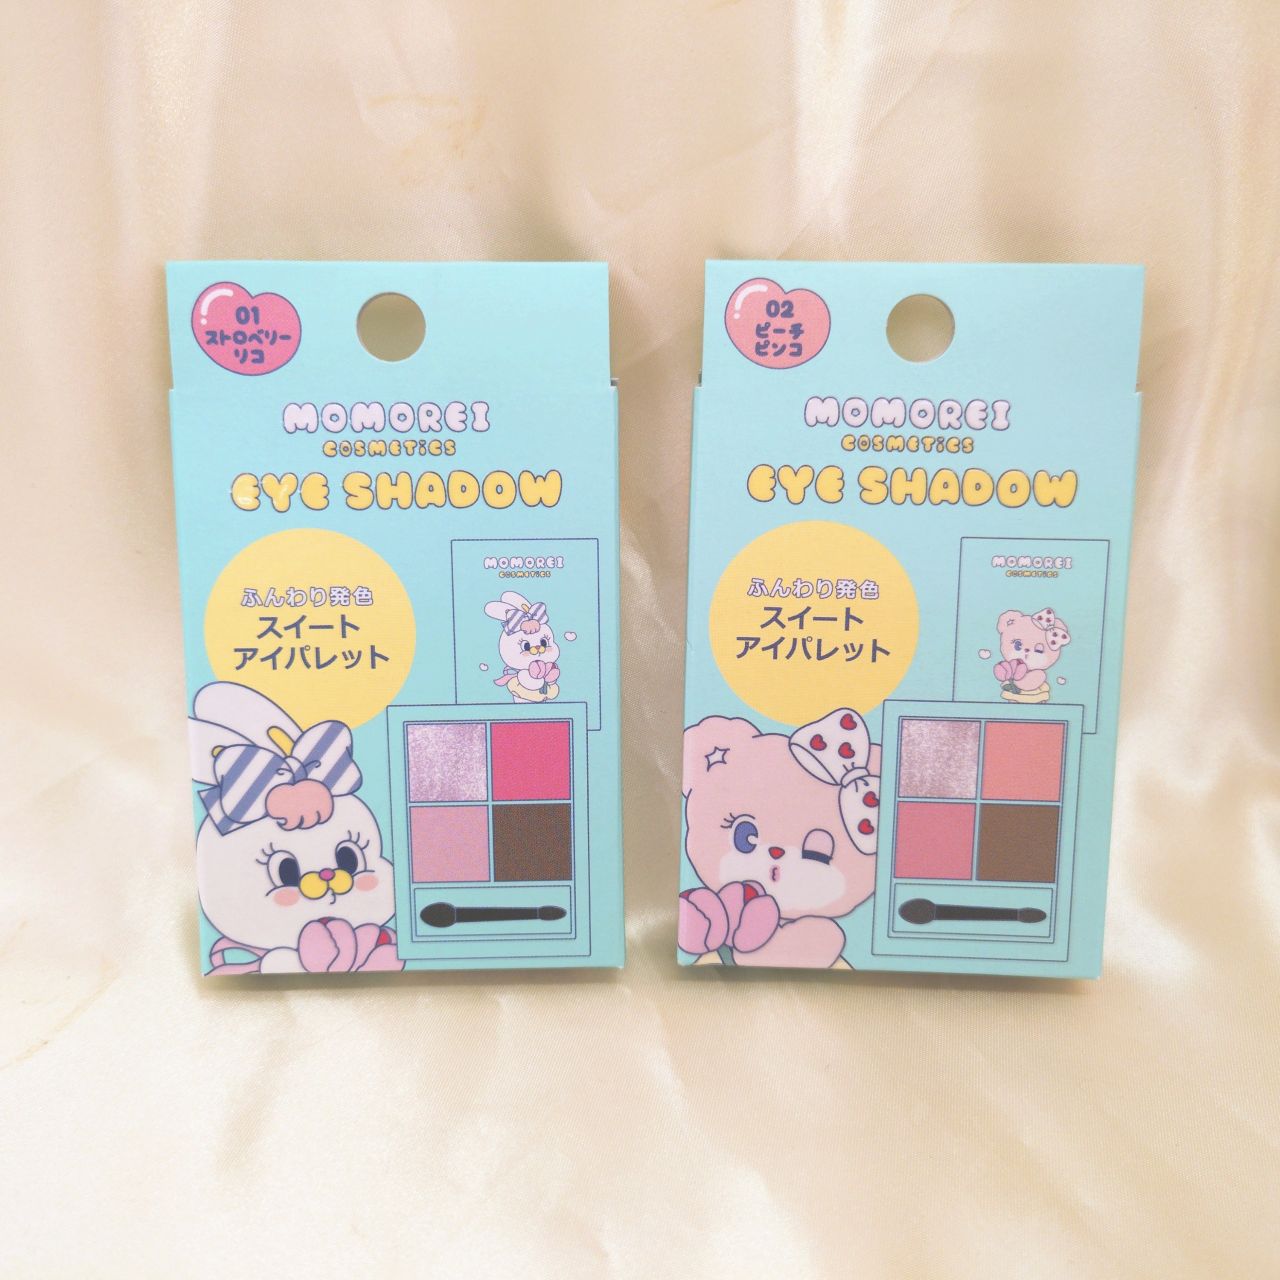 01
ストロベリー
リコ
MOMOREI
COSMETiCS
EYE SHADOW
ふんわり発色
スイート
アイパレット
MOMOREI
COSMETiCS
02
ピーチ
ピンコ
MOMOREI
COSMETiCS
EYE SHADOW
ふんわり発色
スイート
アイパレット
MOMOREI
COSMETiCS